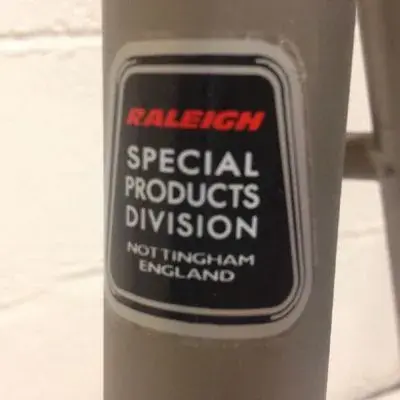 RALEIGH
SPECIAL
PRODUCTS
DIVISION
NOTTINGHAM
ENGLAND